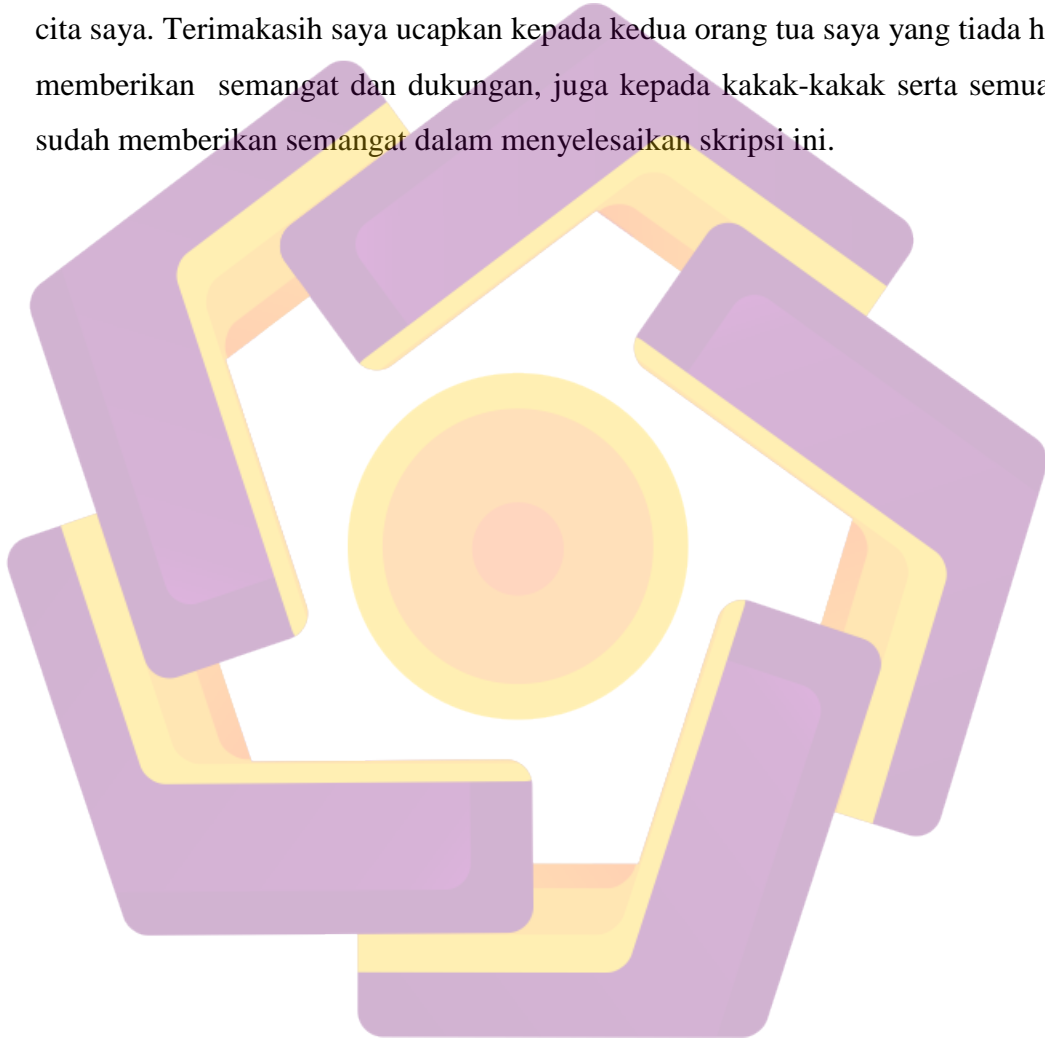 cita saya. Terimakasih saya ucapkan kepada kedua orang tua saya yang tiada
memberikan semangat dan dukungan, juga kepada kakak-kakak serta semua
sudah memberikan semangat dalam menyelesaikan skripsi ini.